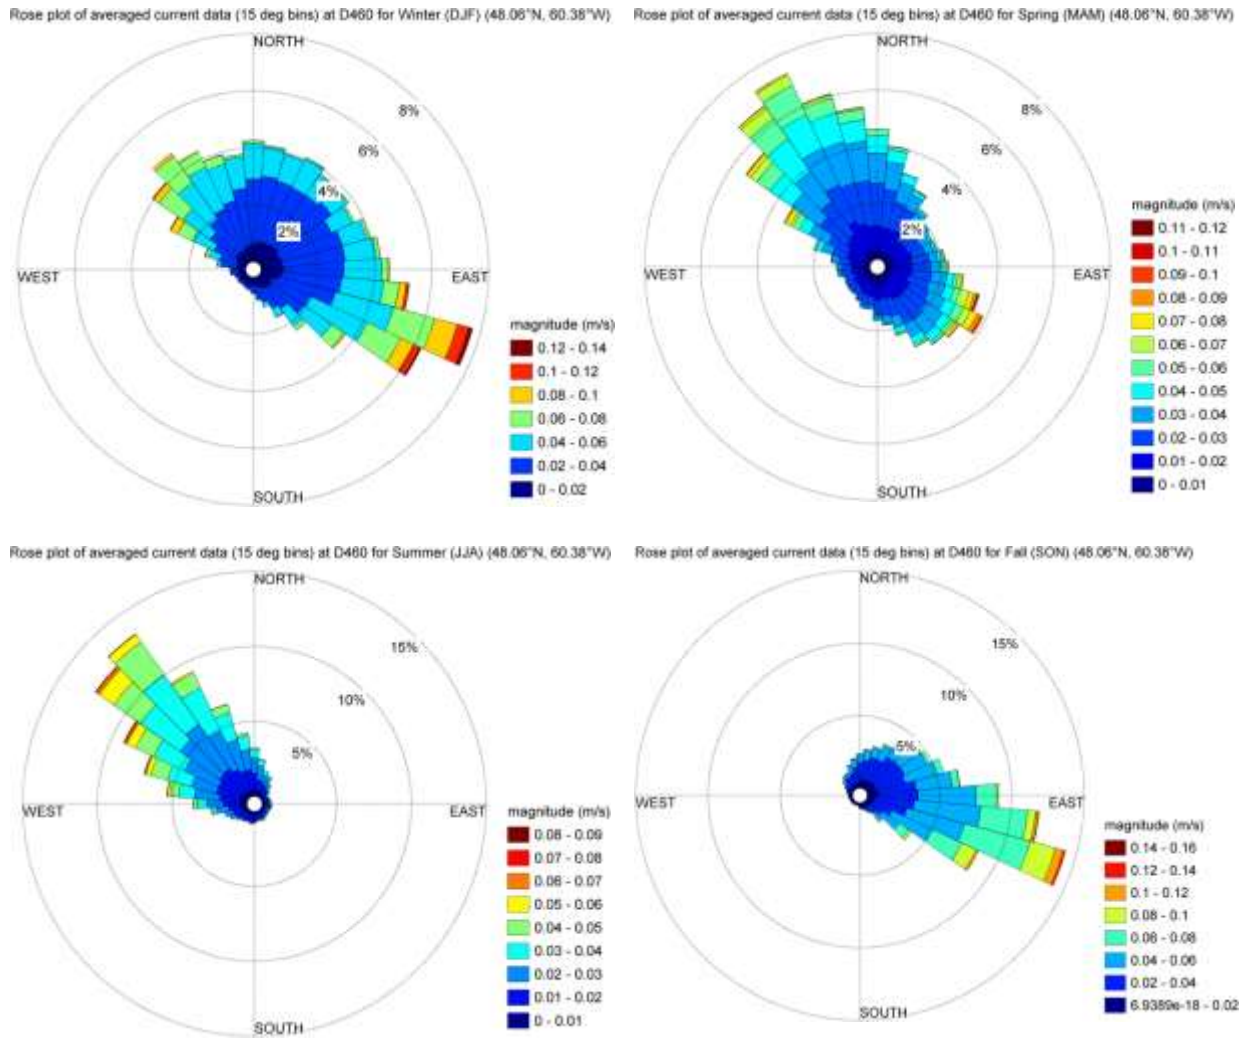 Rose plot of averaged current data (15 deg bins) at D460 for Winter (DJF) (48.06°N, 60.38°W)
NORTH
8%
6%
4%
2%
WEST
EAST
SOUTH
magnitude (m/s)
0.12 - 0.14
0.1 - 0.12
0.08 - 0.1
0.06 - 0.08
0.04 - 0.06
0.02 - 0.04
0 - 0.02
Rose plot of averaged current data (15 deg bins) at D460 for Spring (MAM) (48.06°N, 60.38°W)
NORTH
8%
6%
4%
2%
WEST
EAST
SOUTH
magnitude (m/s)
0.11 - 0.12
0.1 - 0.11
0.09 - 0.1
0.08 - 0.09
0.07 - 0.08
0.06 - 0.07
0.05 - 0.06
0.04 - 0.05
0.03 - 0.04
0.02 - 0.03
0.01 - 0.02
0 - 0.01
Rose plot of averaged current data (15 deg bins) at D460 for Summer (JJA) (48.06°N, 60.38°W)
NORTH
15%
10%
5%
WEST
EAST
SOUTH
magnitude (m/s)
0.08 - 0.09
0.07 - 0.08
0.06 - 0.07
0.05 - 0.06
0.04 - 0.05
0.03 - 0.04
0.02 - 0.03
0.01 - 0.02
0 - 0.01
Rose plot of averaged current data (15 deg bins) at D460 for Fall (SON) (48.06°N, 60.38°W)
NORTH
15%
10%
5%
WEST
EAST
SOUTH
magnitude (m/s)
0.14 - 0.16
0.12 - 0.14
0.1 - 0.12
0.08 - 0.1
0.06 - 0.08
0.04 - 0.06
0.02 - 0.04
6.9389e-18 - 0.02